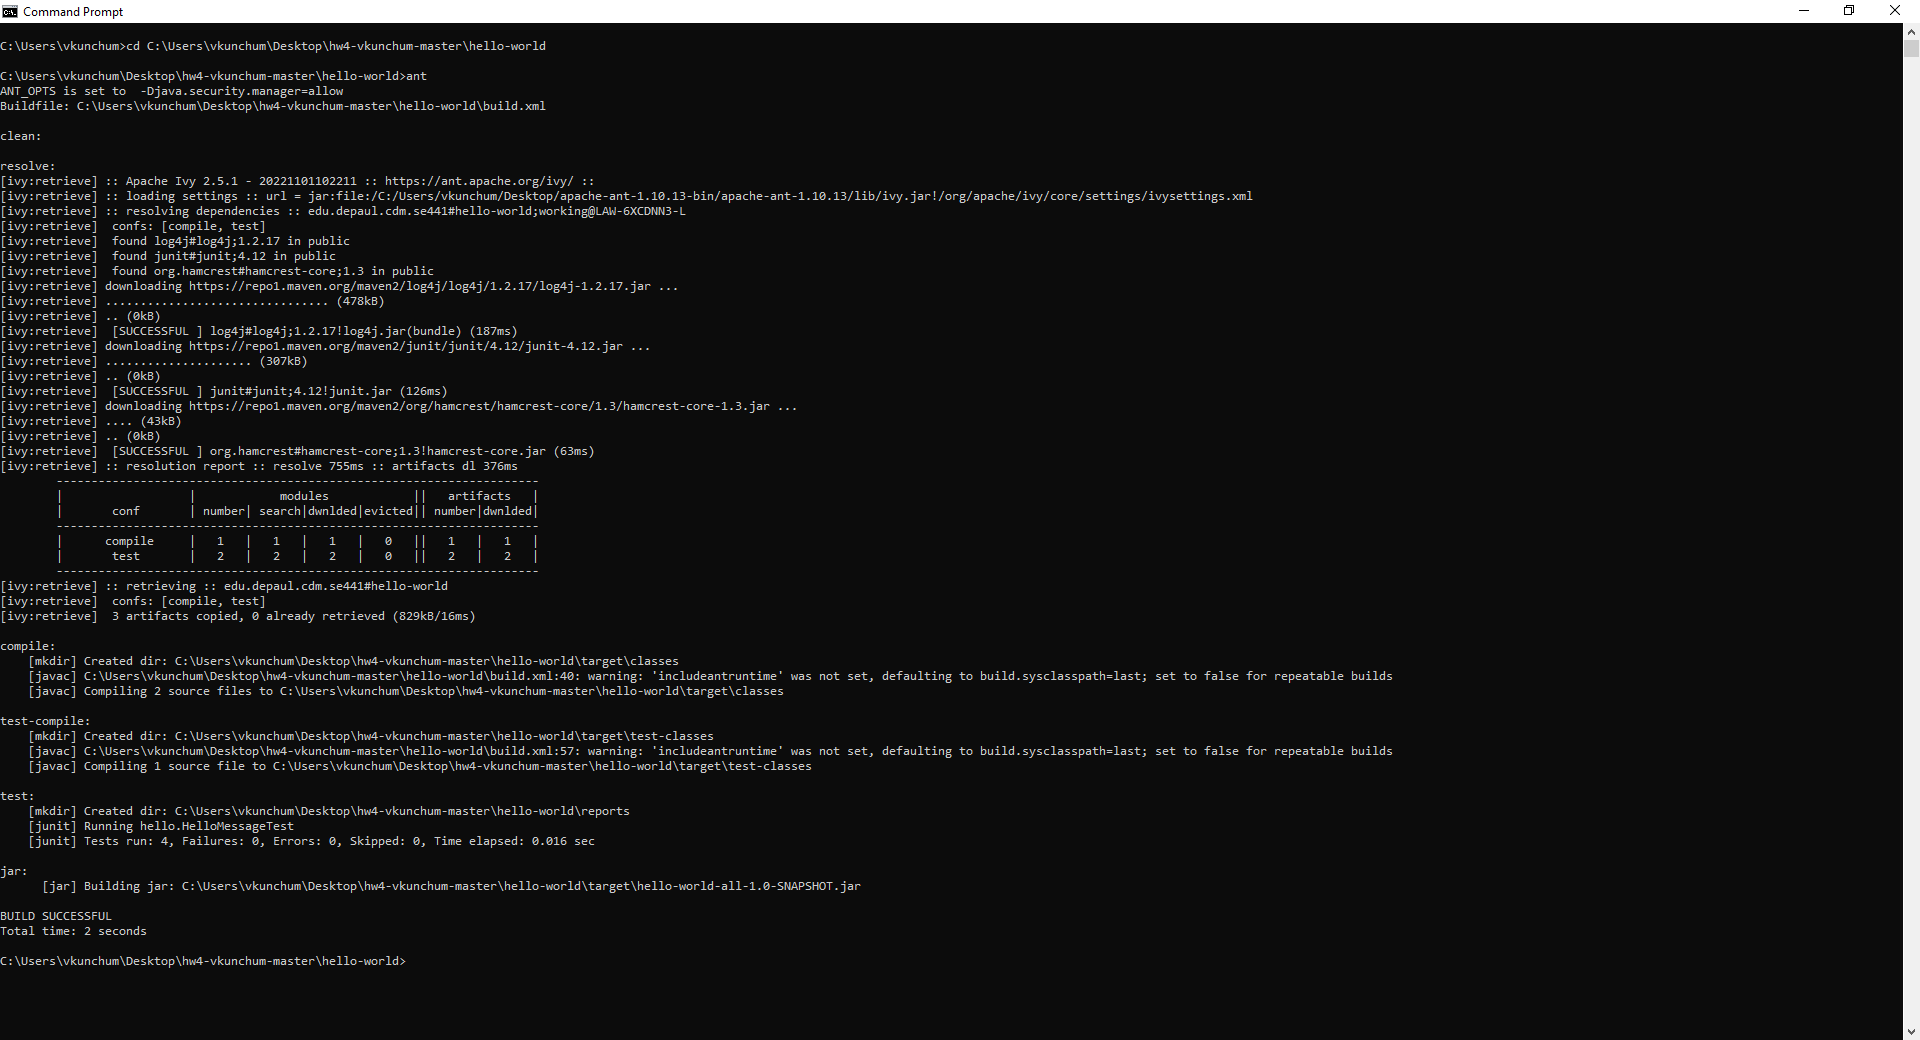 Command Prompt
C:\Users\vkunchum>cd C:\Users\vkunchum\Desktop\hw4-vkunchum-master\hello-world
C:\Users\vkunchum\Desktop\hw4-vkunchum-master\hello-world>ant
ANT_OPTS is set to  -Djava.security.manager=allow
Buildfile: C:\Users\vkunchum\Desktop\hw4-vkunchum-master\hello-world\build.xml
clean:
resolve:
[ivy:retrieve] :: Apache Ivy 2.5.1 - 20221101102211 :: https://ant.apache.org/ivy/ ::
[ivy:retrieve] :: loading settings :: url = jar:file:/C:/Users/vkunchum/Desktop/apache-ant-1.10.13-bin/apache-ant-1.10.13/lib/ivy.jar!/org/apache/ivy/core/settings/ivysettings.xml
[ivy:retrieve] :: resolving dependencies :: edu.depaul.cdm.se441#hello-world;working@LAW-6XCDNN3-L
[ivy:retrieve]  confs: [compile, test]
[ivy:retrieve]  found log4j#log4j;1.2.17 in public
[ivy:retrieve]  found junit#junit;4.12 in public
[ivy:retrieve]  found org.hamcrest#hamcrest-core;1.3 in public
[ivy:retrieve] downloading https://repo1.maven.org/maven2/log4j/log4j/1.2.17/log4j-1.2.17.jar ...
[ivy:retrieve] ................................ (478kB)
[ivy:retrieve] .. (0kB)
[ivy:retrieve]  [SUCCESSFUL ] log4j#log4j;1.2.17!log4j.jar(bundle) (187ms)
[ivy:retrieve] downloading https://repo1.maven.org/maven2/junit/junit/4.12/junit-4.12.jar ...
[ivy:retrieve] ..................... (307kB)
[ivy:retrieve] .. (0kB)
[ivy:retrieve]  [SUCCESSFUL ] junit#junit;4.12!junit.jar (126ms)
[ivy:retrieve] downloading https://repo1.maven.org/maven2/org/hamcrest/hamcrest-core/1.3/hamcrest-core-1.3.jar ...
[ivy:retrieve] .... (43kB)
[ivy:retrieve] .. (0kB)
[ivy:retrieve]  [SUCCESSFUL ] org.hamcrest#hamcrest-core;1.3!hamcrest-core.jar (63ms)
[ivy:retrieve] :: resolution report :: resolve 755ms :: artifacts dl 376ms
---------------------------------------------------------------------
|                  |            modules            ||   artifacts   |
|       conf       | number| search|dwnlded|evicted|| number|dwnlded|
---------------------------------------------------------------------
|      compile     |   1   |   1   |   1   |   0   ||   1   |   1   |
|       test       |   2   |   2   |   2   |   0   ||   2   |   2   |
---------------------------------------------------------------------
[ivy:retrieve] :: retrieving :: edu.depaul.cdm.se441#hello-world
[ivy:retrieve]  confs: [compile, test]
[ivy:retrieve]  3 artifacts copied, 0 already retrieved (829kB/16ms)
compile:
[mkdir] Created dir: C:\Users\vkunchum\Desktop\hw4-vkunchum-master\hello-world\target\classes
[javac] C:\Users\vkunchum\Desktop\hw4-vkunchum-master\hello-world\build.xml:40: warning: 'includeantruntime' was not set, defaulting to build.sysclasspath=last; set to false for repeatable builds
[javac] Compiling 2 source files to C:\Users\vkunchum\Desktop\hw4-vkunchum-master\hello-world\target\classes
test-compile:
[mkdir] Created dir: C:\Users\vkunchum\Desktop\hw4-vkunchum-master\hello-world\target\test-classes
[javac] C:\Users\vkunchum\Desktop\hw4-vkunchum-master\hello-world\build.xml:57: warning: 'includeantruntime' was not set, defaulting to build.sysclasspath=last; set to false for repeatable builds
[javac] Compiling 1 source file to C:\Users\vkunchum\Desktop\hw4-vkunchum-master\hello-world\target\test-classes
test:
[mkdir] Created dir: C:\Users\vkunchum\Desktop\hw4-vkunchum-master\hello-world\reports
[junit] Running hello.HelloMessageTest
[junit] Tests run: 4, Failures: 0, Errors: 0, Skipped: 0, Time elapsed: 0.016 sec
jar:
[jar] Building jar: C:\Users\vkunchum\Desktop\hw4-vkunchum-master\hello-world\target\hello-world-all-1.0-SNAPSHOT.jar
BUILD SUCCESSFUL
Total time: 2 seconds
C:\Users\vkunchum\Desktop\hw4-vkunchum-master\hello-world>